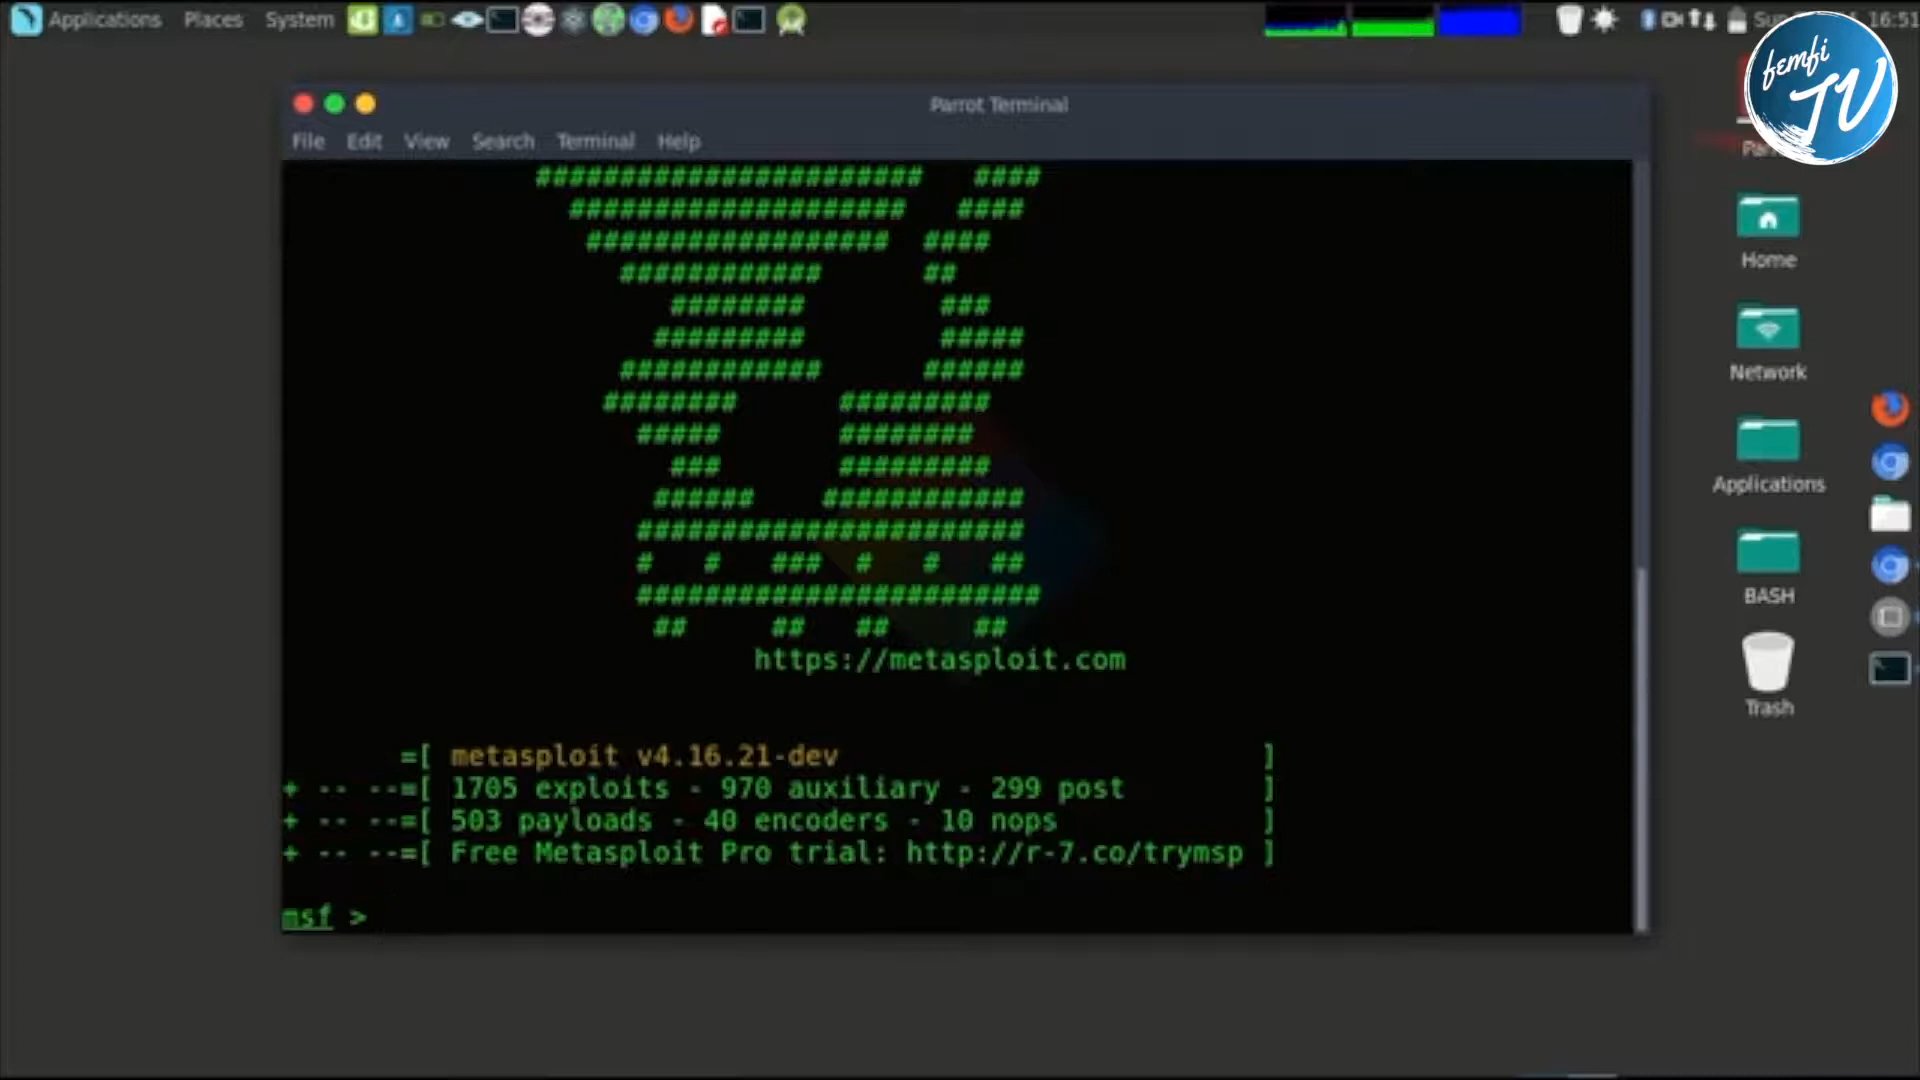 Applications Places System
16:51
femfi
TV
Parrot Terminal
File Edit View Search Terminal Help
####################### ####
#################### ####
################## ####
############ ##
######## ###
######### #####
############ ######
######## #########
##### ########
### #########
###### ############
#######################
# # ### # # ##
########################
## ## ## ##
https://metasploit.com
=[ metasploit v4.16.21-dev ]
+ -- --=[ 1705 exploits - 970 auxiliary - 299 post ]
+ -- --=[ 503 payloads - 40 encoders - 10 nops ]
+ -- --=[ Free Metasploit Pro trial: http://r-7.co/trymsp ]
msf >
Home
Network
Applications
BASH
Trash